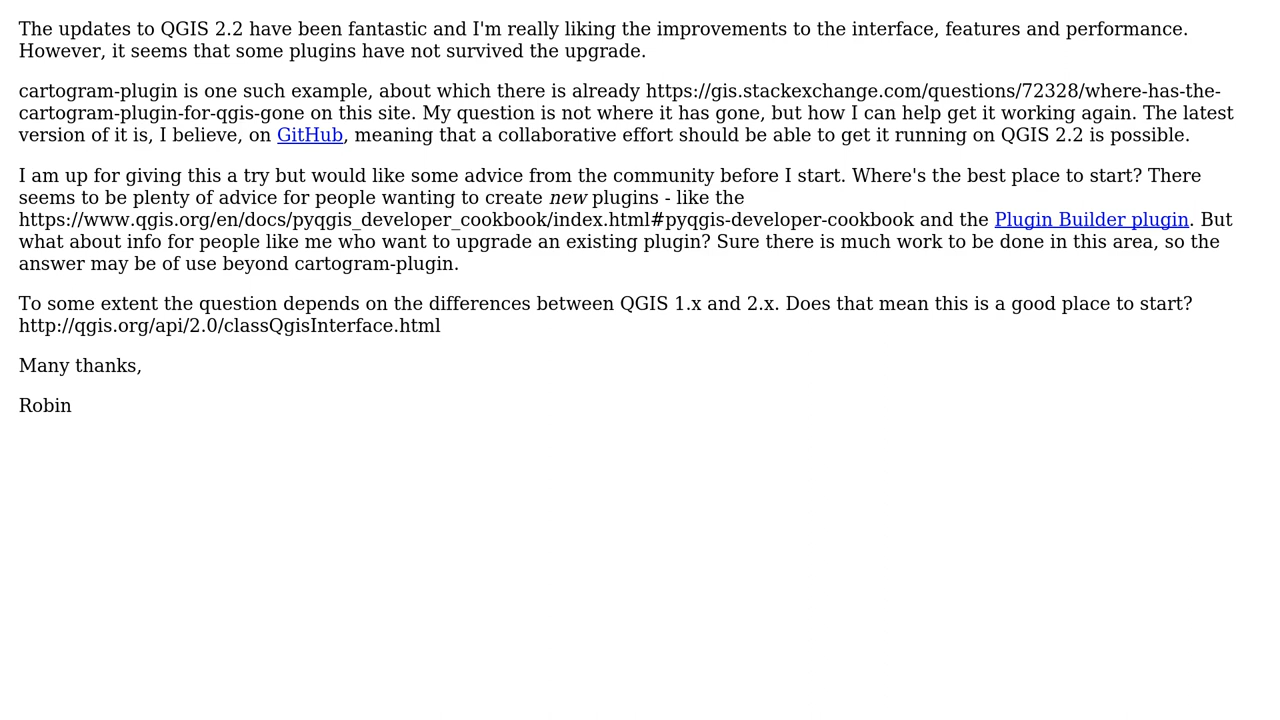 The updates to QGIS 2.2 have been fantastic and I'm really liking the improvements to the interface, features and performance.
However, it seems that some plugins have not survived the upgrade.
cartogram-plugin is one such example, about which there is already https://gis.stackexchange.com/questions/72328/where-has-the-
cartogram-plugin-for-qgis-gone on this site. My question is not where it has gone, but how I can help get it working again. The latest
version of it is, I believe, on GitHub, meaning that a collaborative effort should be able to get it running on QGIS 2.2 is possible.
I am up for giving this a try but would like some advice from the community before I start. Where's the best place to start? There
seems to be plenty of advice for people wanting to create new plugins - like the
https://www.qgis.org/en/docs/pyqgis_developer_cookbook/index.html#pyqgis-developer-cookbook and the Plugin Builder plugin. But
what about info for people like me who want to upgrade an existing plugin? Sure there is much work to be done in this area, so the
answer may be of use beyond cartogram-plugin.
To some extent the question depends on the differences between QGIS 1.x and 2.x. Does that mean this is a good place to start?
http://qgis.org/api/2.0/classQgisInterface.html
Many thanks,
Robin